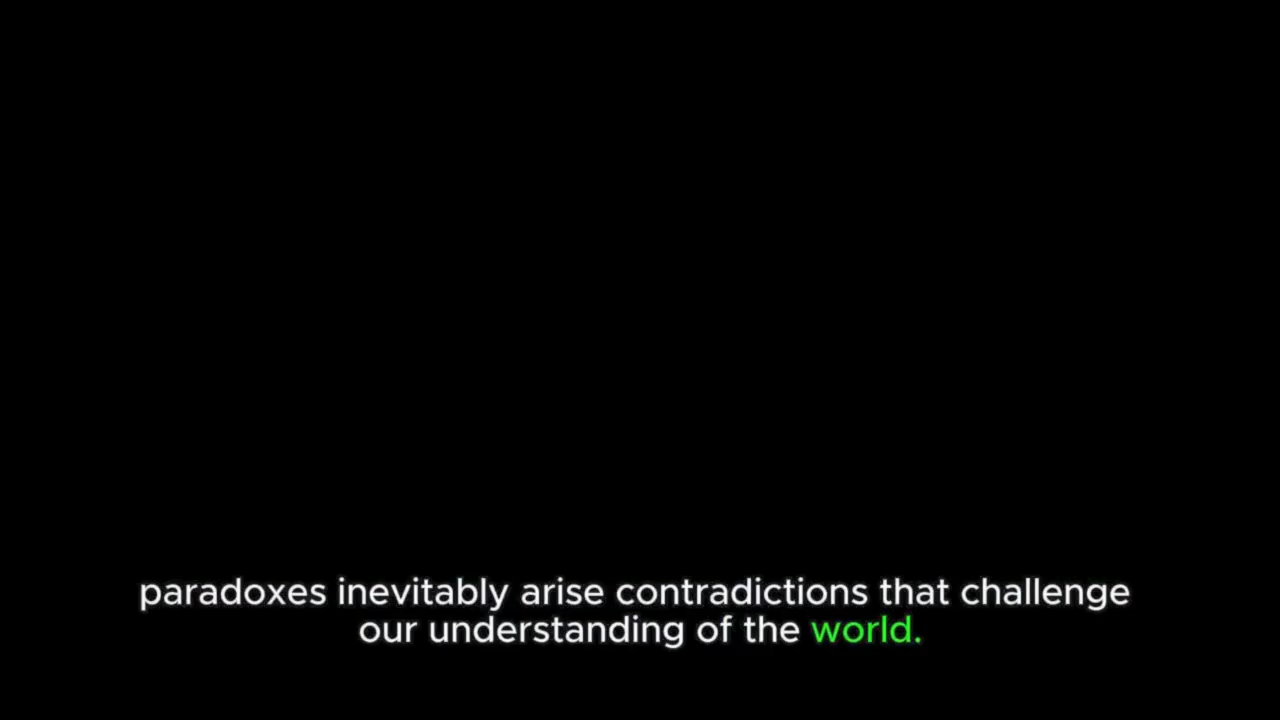 paradoxes inevitably arise contradictions that challenge
our understanding of the world.